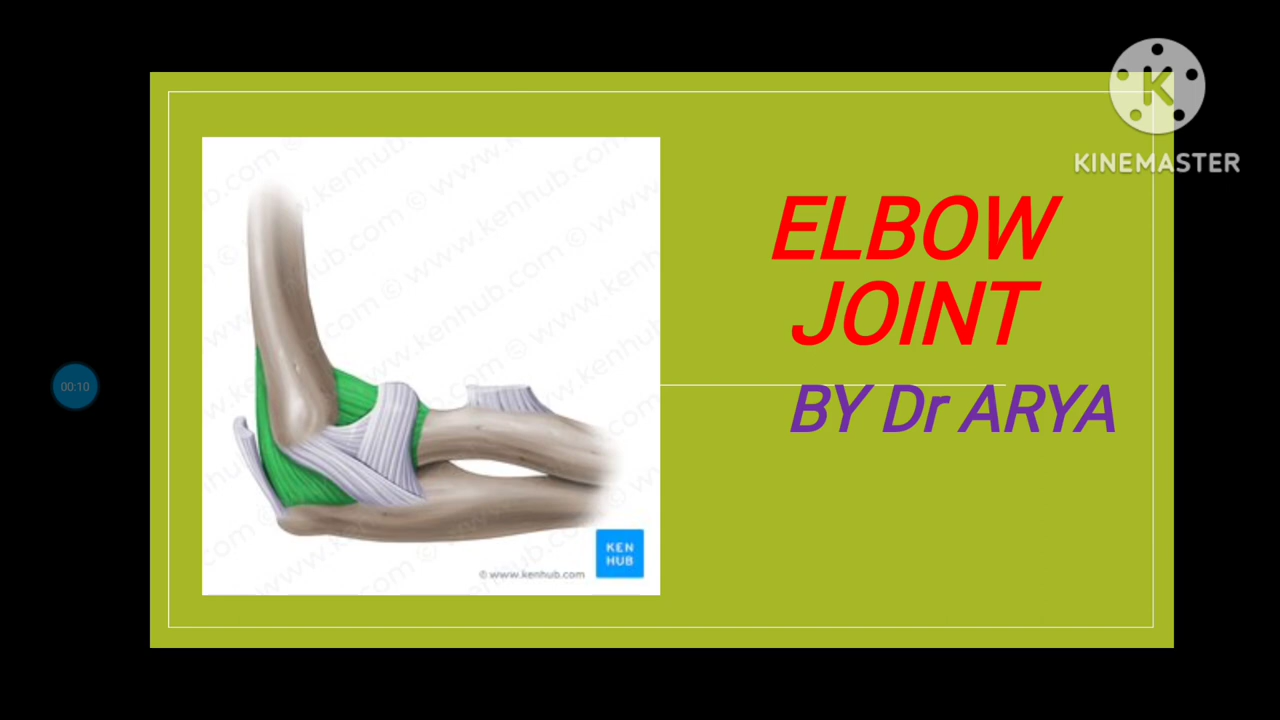 KINEMASTER
ELBOW
JOINT
BY Dr ARYA
00:10
KEN
HUB
© www.kenhub.com